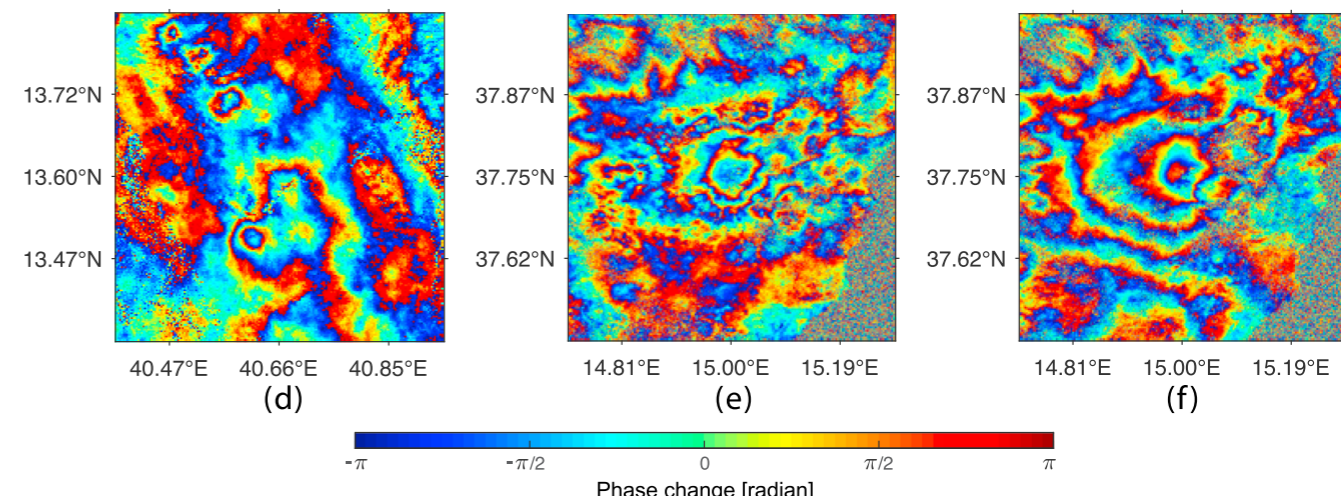 13.72°N
13.60°N
13.47°N
40.47°E 40.66°E 40.85°E
(d)
37.87°N
37.75°N
37.62°N
14.81°E 15.00°E 15.19°E
(e)
37.87°N
37.75°N
37.62°N
14.81°E 15.00°E 15.19°E
(f)
-π -π/2 0 π/2 π
Phase change [radian]